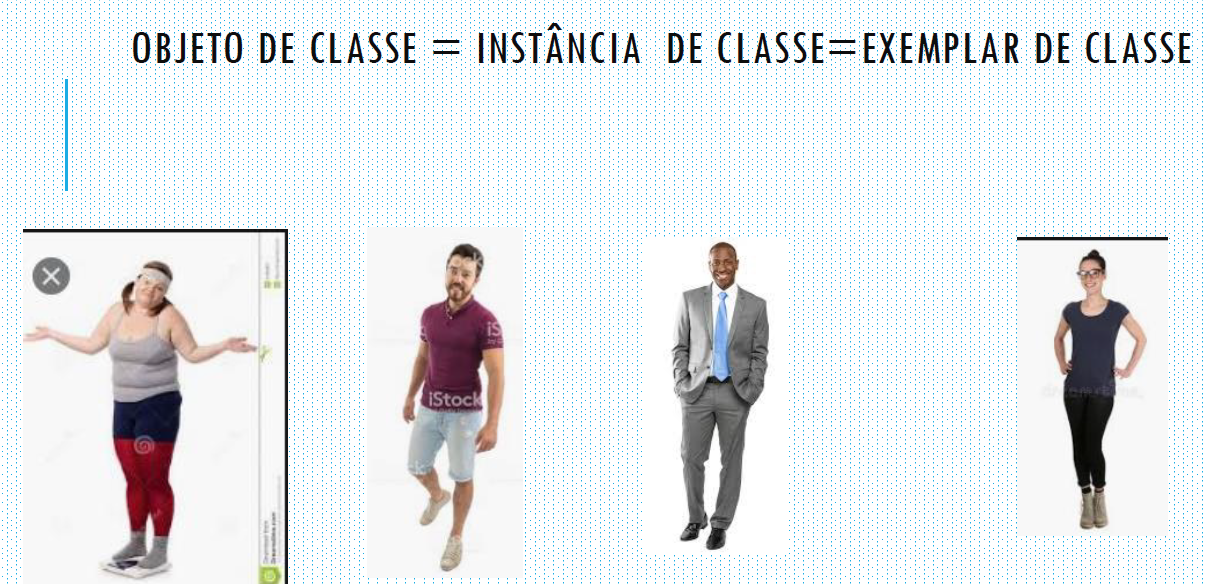 OBJETO DE CLASSE = INSTÂNCIA DE CLASSE=EXEMPLAR DE CLASSE
iStock